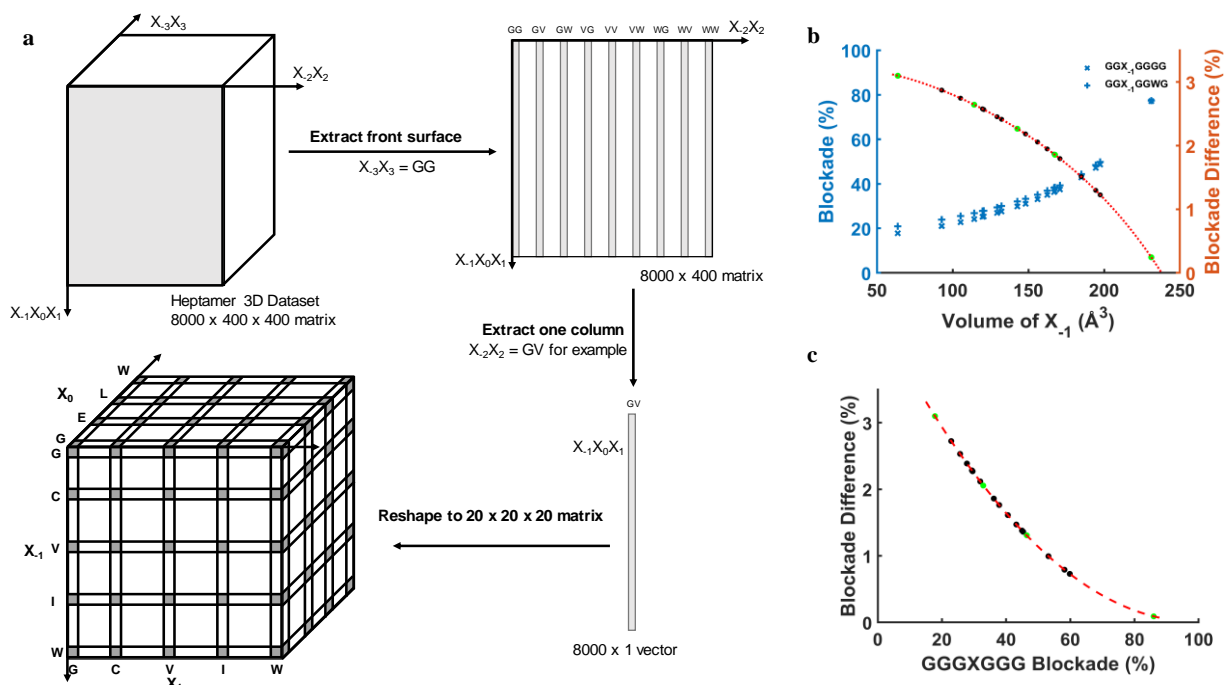 a
X-3X3
X-2X2
X-1X0X1
Heptamer 3D Dataset
8000 x 400 x 400 matrix
Extract front surface
X-3X3 = GG
GG GV GW VG VV VW WG WV WW
X-2X2
X-1X0X1
8000 x 400 matrix
Extract one column
X-2X2 = GV for example
GV
X-1X0X1
8000 x 1 vector
Reshape to 20 x 20 x 20 matrix
W
L
X0
E
G
G
C
X-1
V
I
W
G C V I W
b
100
80
60
40
20
0
Blockade (%)
50 100 150 200 250
Volume of X-1 (Å3)
3
2
1
0
Blockade Difference (%)
GGX-1GGGG
GGX-1GGWG
c
3
2
1
0
Blockade Difference (%)
0 20 40 60 80 100
GGGXGGG Blockade (%)